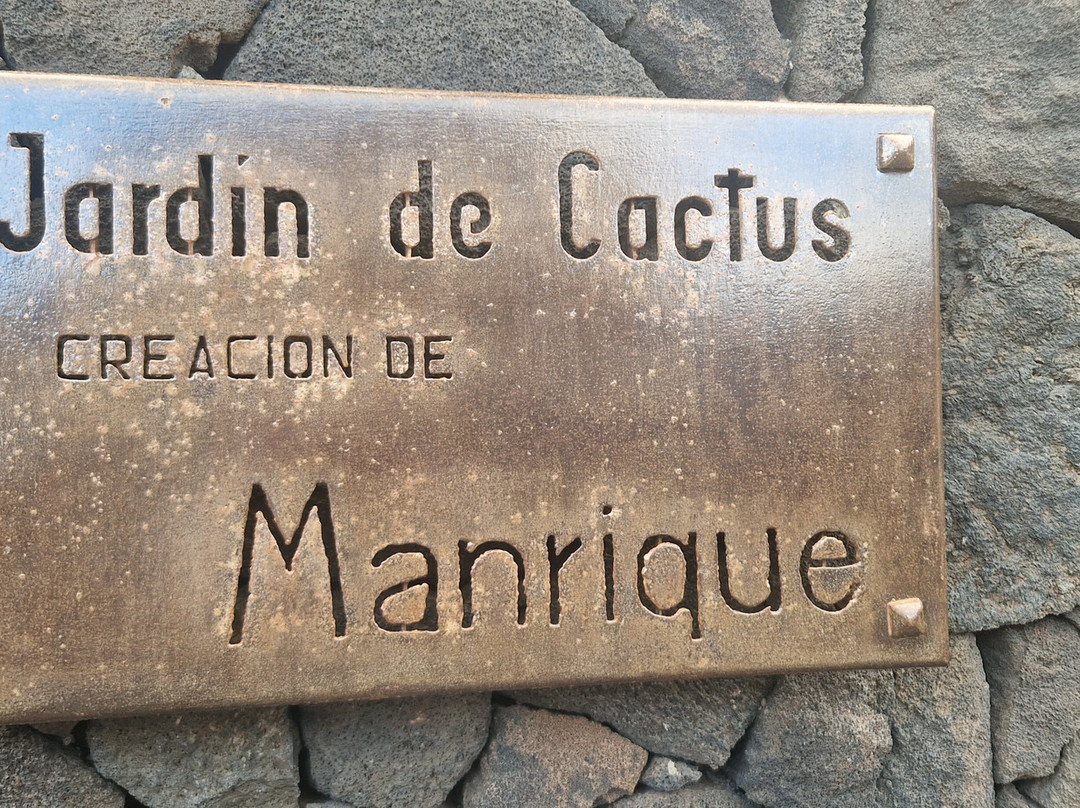 Jardín de Cactus
CREACION DE
Manrique